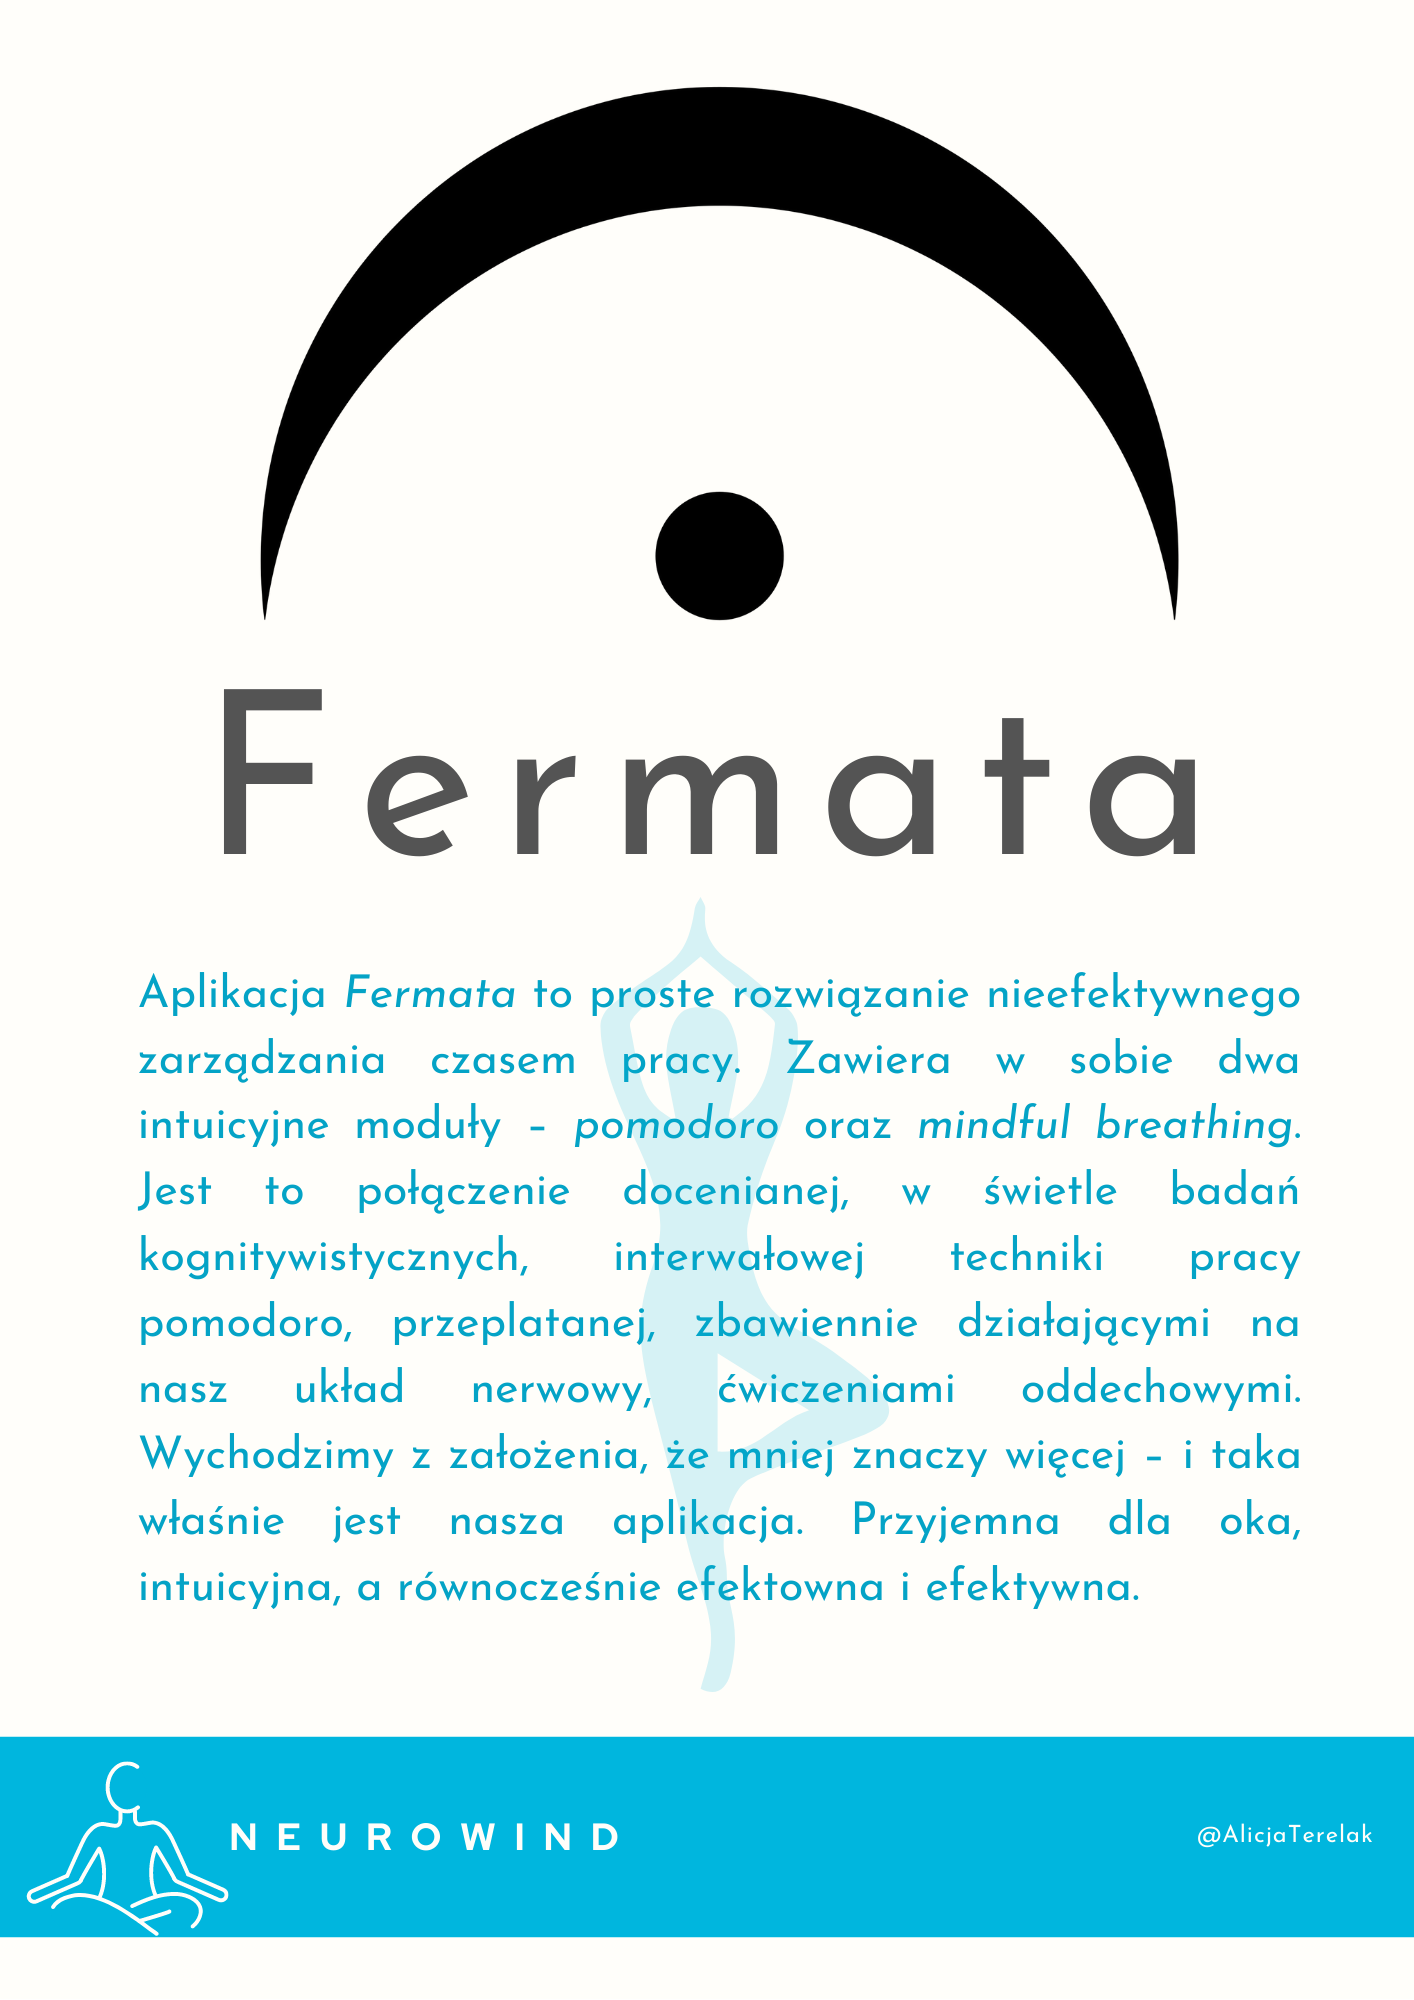 Fermata
Aplikacja Fermata to proste rozwiązanie nieefektywnego
zarządzania czasem pracy. Zawiera w sobie dwa
intuicyjne moduły – pomodoro oraz mindful breathing.
Jest to połączenie docenianej, w świetle badań
kognitywistycznych, interwałowej techniki pracy
pomodoro, przeplatanej, zbawiennie działającymi na
nasz układ nerwowy, ćwiczeniami oddechowymi.
Wychodzimy z założenia, że mniej znaczy więcej – i taka
właśnie jest nasza aplikacja. Przyjemna dla oka,
intuicyjna, a równocześnie efektowna i efektywna.
NEUROWIND
@AlicjaTerelak